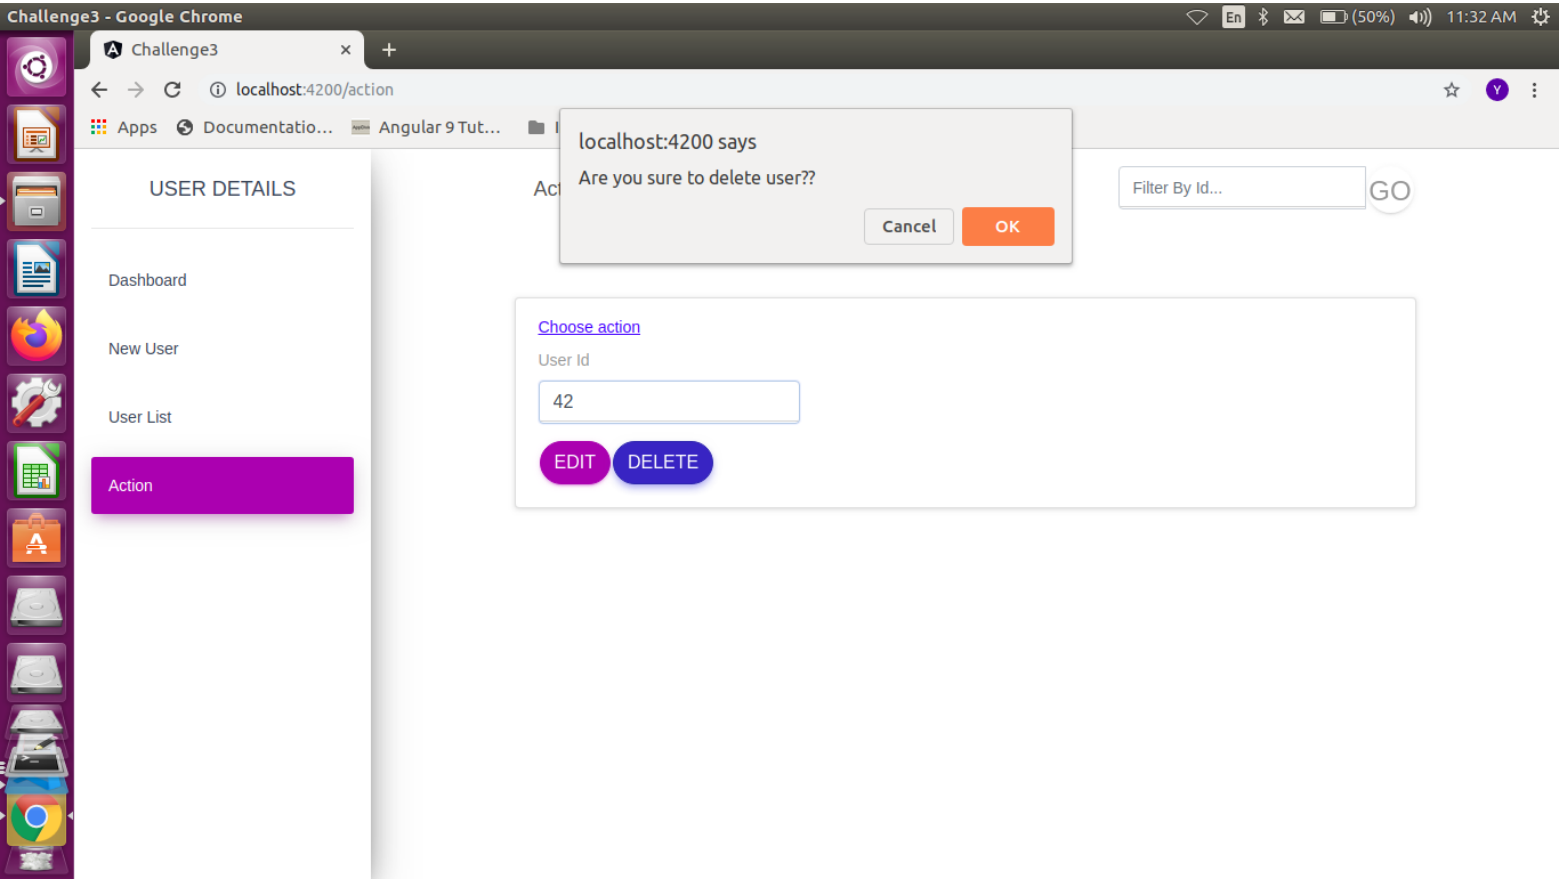 Challenge3 - Google Chrome
En
(50%)
11:32 AM
Challenge3
localhost:4200/action
Y
Apps
Documentatio...
Angular 9 Tut...
localhost:4200 says
Are you sure to delete user??
Cancel
OK
USER DETAILS
Dashboard
New User
User List
Action
Filter By Id...
GO
Choose action
User Id
42
EDIT
DELETE